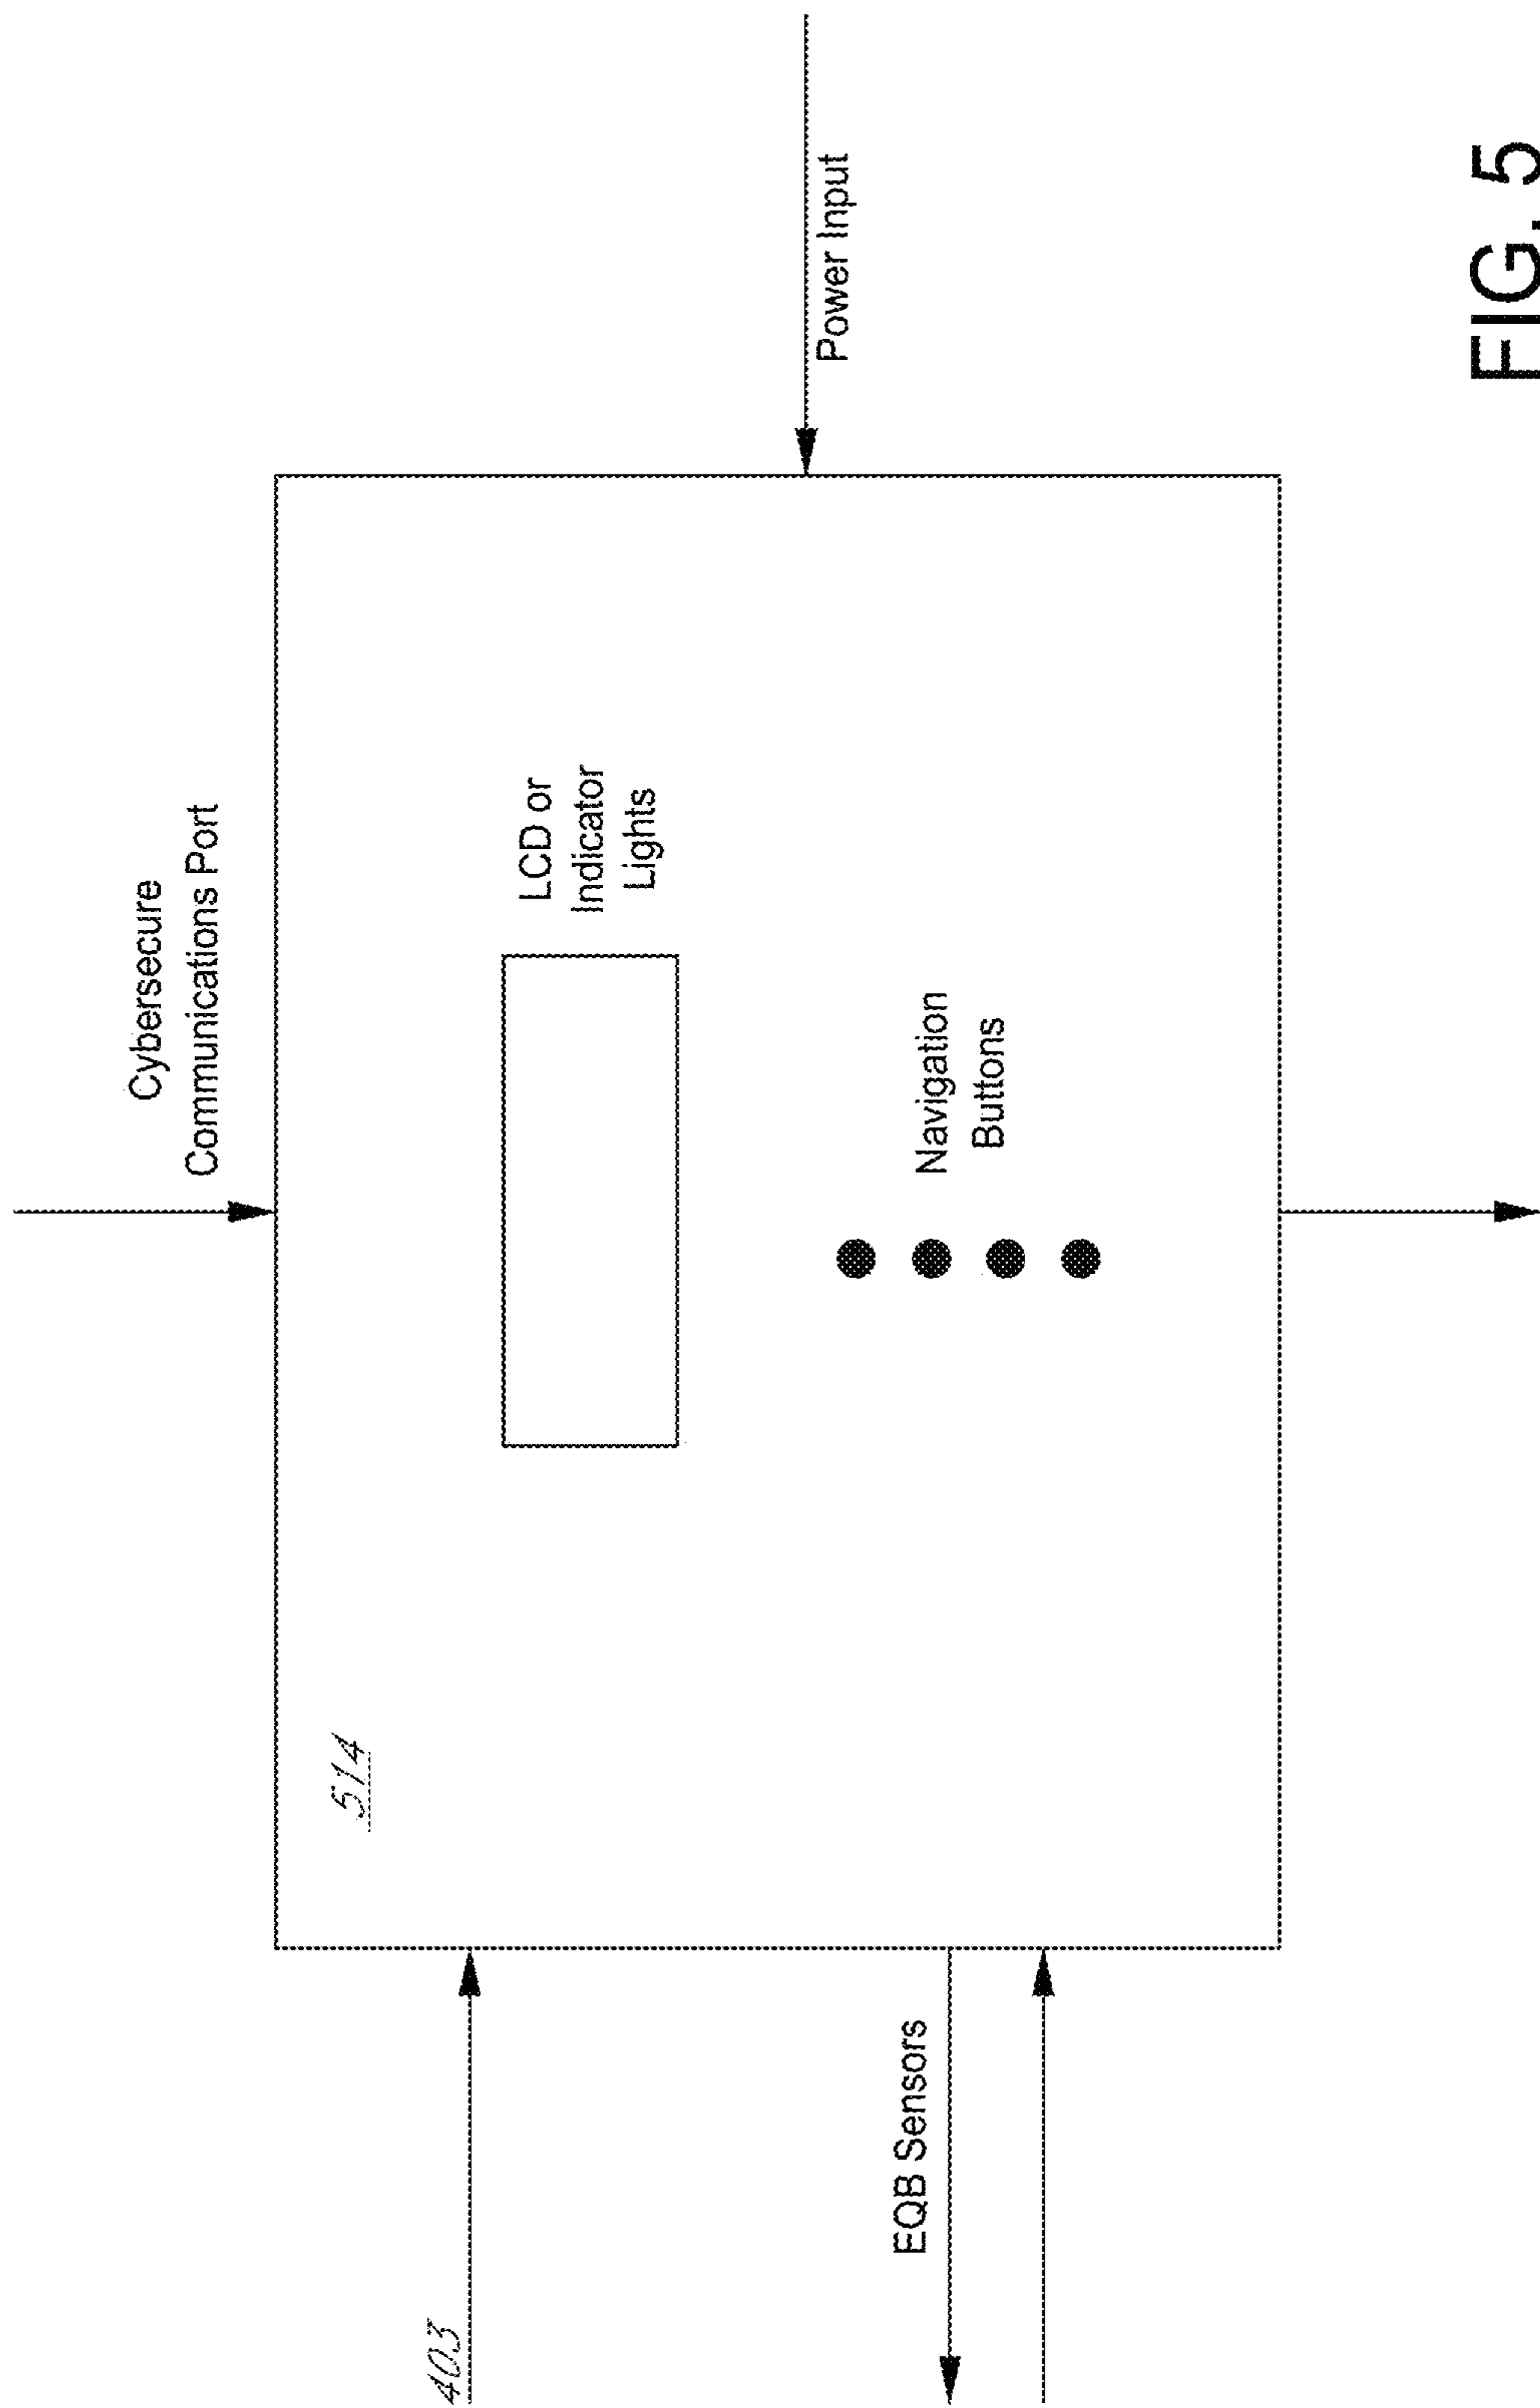 Cybersecure
Communications Port
514
403
LCD or
Indicator
Lights
Power Input
Navigation
Buttons
EQB Sensors
FIG. 5